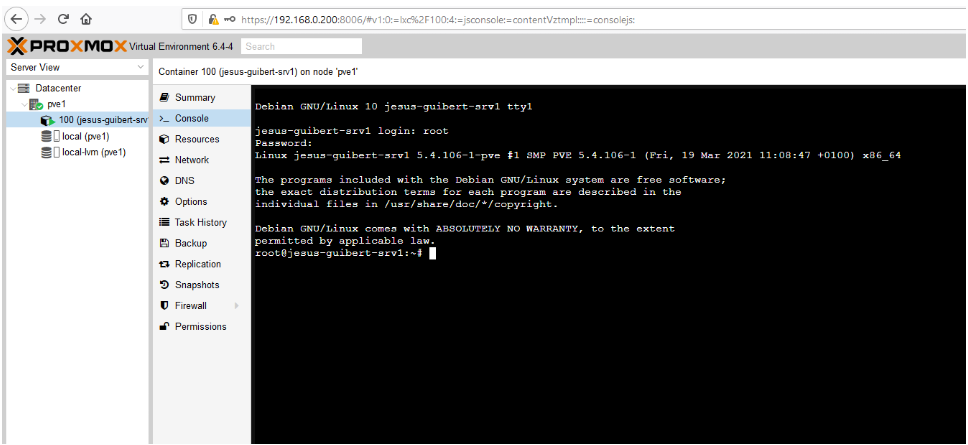 https://192.168.0.200:8006/#v1:0:=lxc%2F100:4:=jsconsole:=contentVztmpl::::=consolejs:
PROXMOX Virtual Environment 6.4-4 Search
Server View
Container 100 (jesus-guibert-srv1) on node 'pve1'
Datacenter
pve1
100 (jesus-guibert-srv
local (pve1)
local-lvm (pve1)
Summary
Console
Resources
Network
DNS
Options
Task History
Backup
Replication
Snapshots
Firewall
Permissions
Debian GNU/Linux 10 jesus-guibert-srv1 tty1
jesus-guibert-srv1 login: root
Password:
Linux jesus-guibert-srv1 5.4.106-1-pve #1 SMP PVE 5.4.106-1 (Fri, 19 Mar 2021 11:08:47 +0100) x86_64
The programs included with the Debian GNU/Linux system are free software;
the exact distribution terms for each program are described in the
individual files in /usr/share/doc/*/copyright.
Debian GNU/Linux comes with ABSOLUTELY NO WARRANTY, to the extent
permitted by applicable law.
root@jesus-guibert-srv1:~#